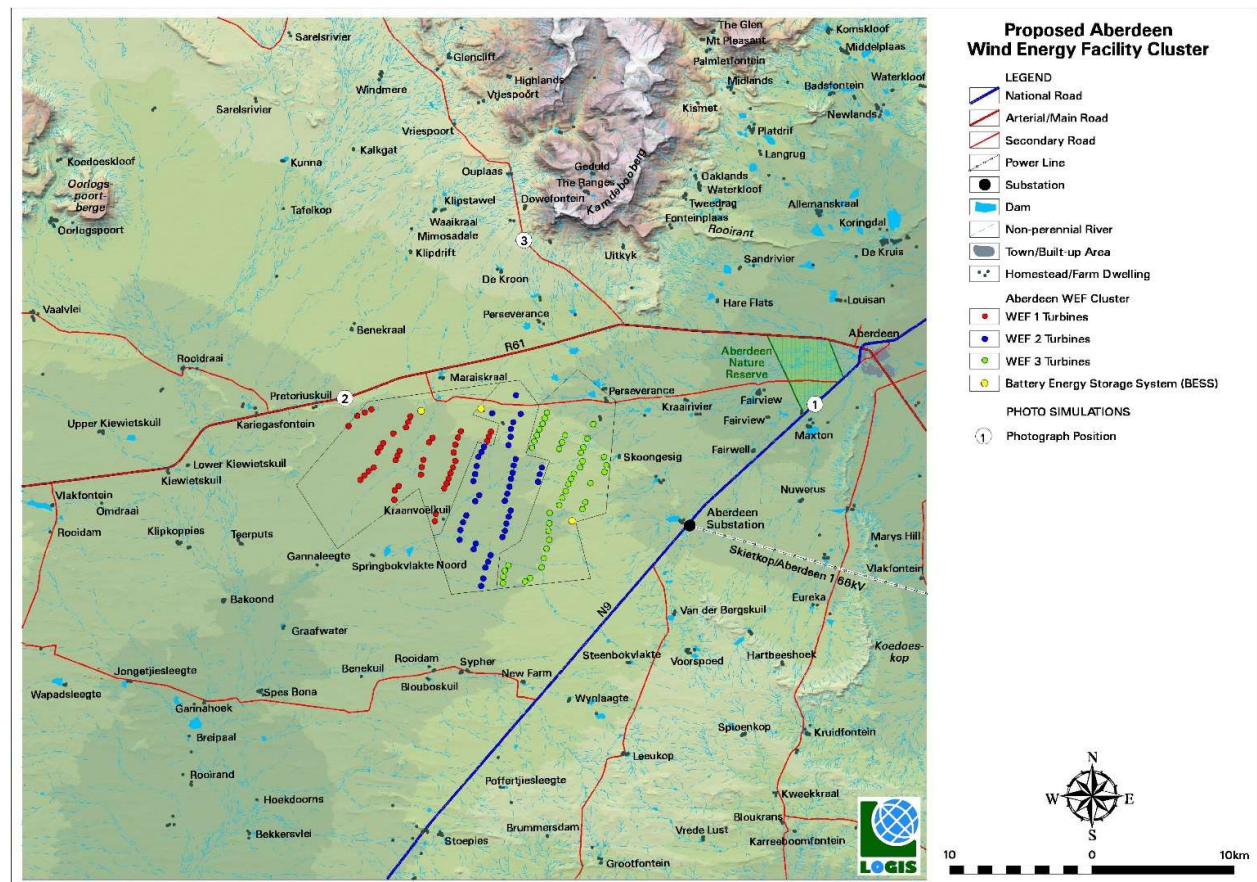 Proposed Aberdeen
Wind Energy Facility Cluster
LEGEND
National Road
Arterial/Main Road
Secondary Road
Power Line
Substation
Dam
Non-perennial River
Town/Built-up Area
Homestead/Farm Dwelling
Aberdeen WEF Cluster
WEF 1 Turbines
WEF 2 Turbines
WEF 3 Turbines
Battery Energy Storage System (BESS)
PHOTO SIMULATIONS
1 Photograph Position
N
W E
S
10 0 10km
LOGIS
Sarelsrivier
Glencliff
Windmere
Highlands
Vriespoort
Sarelsrivier
Vriespoort
Kalkgat
Kunna
Ouplaas
Koedoeskloof
Oorlogs
poort-
berge
Oorlogspoort
Tafelkop
Klipstawel
Waaikraal
Mimosadale
Klipdrift
Geduld
The Ranges
Dowefontein
Kamdebooberg
The Glen
Mt Pleasant
Palmietfontein
Midlands
Kismet
Komskloof
Middelplaas
Waterkloof
Badsfontein
Newlands
Platdrif
Langrug
Oaklands
Waterkloof
Tweedrag
Fonteinplaas
Rooirant
Allemanskraal
Koringdal
De Kruis
Sandrivier
Uitkyk
3
De Kroon
Hare Flats
Louisan
Vaalvlei
Benekraal
Perseverance
Aberdeen
R61
Aberdeen
Nature
Reserve
Rooidraai
Maraiskraal
Pretoriuskuil
2
Perseverance
Kraairivier
Fairview
Fairview
1
Maxton
Kariegasfontein
Upper Kiewietskuil
Fairwell
Lower Kiewietskuil
Kiewietskuil
Skoongesig
Nuwerus
Vlakfontein
Omdraai
Rooidam
Klipkoppies
Teerputs
Kraanvoelkuil
Aberdeen
Substation
Marys Hill
Gannaleegte
Springbokvlakte Noord
Skietkop/Aberdeen 1 66kV
Vlakfontein
Bakoond
Eureka
N9
Van der Bergskuil
Graafwater
Koedoes-
kop
Steenbokvlakte
Voorspoed
Hartbeeshoek
Jongetjiesleegte
Benekuil
Rooidam
Sypher
New Farm
Wapadsleegte
Blouboskuil
Spes Bona
Gannahoek
Wynlaagte
Breipaal
Spioenkop
Kruidfontein
Leeukop
Rooirand
Poffertjiesleegte
Hoekdoorns
Kweekkraal
Bloukrans
Bekkersvlei
Stoepies
Brummersdam
Vrede Lust
Karreeboomfontein
Grootfontein